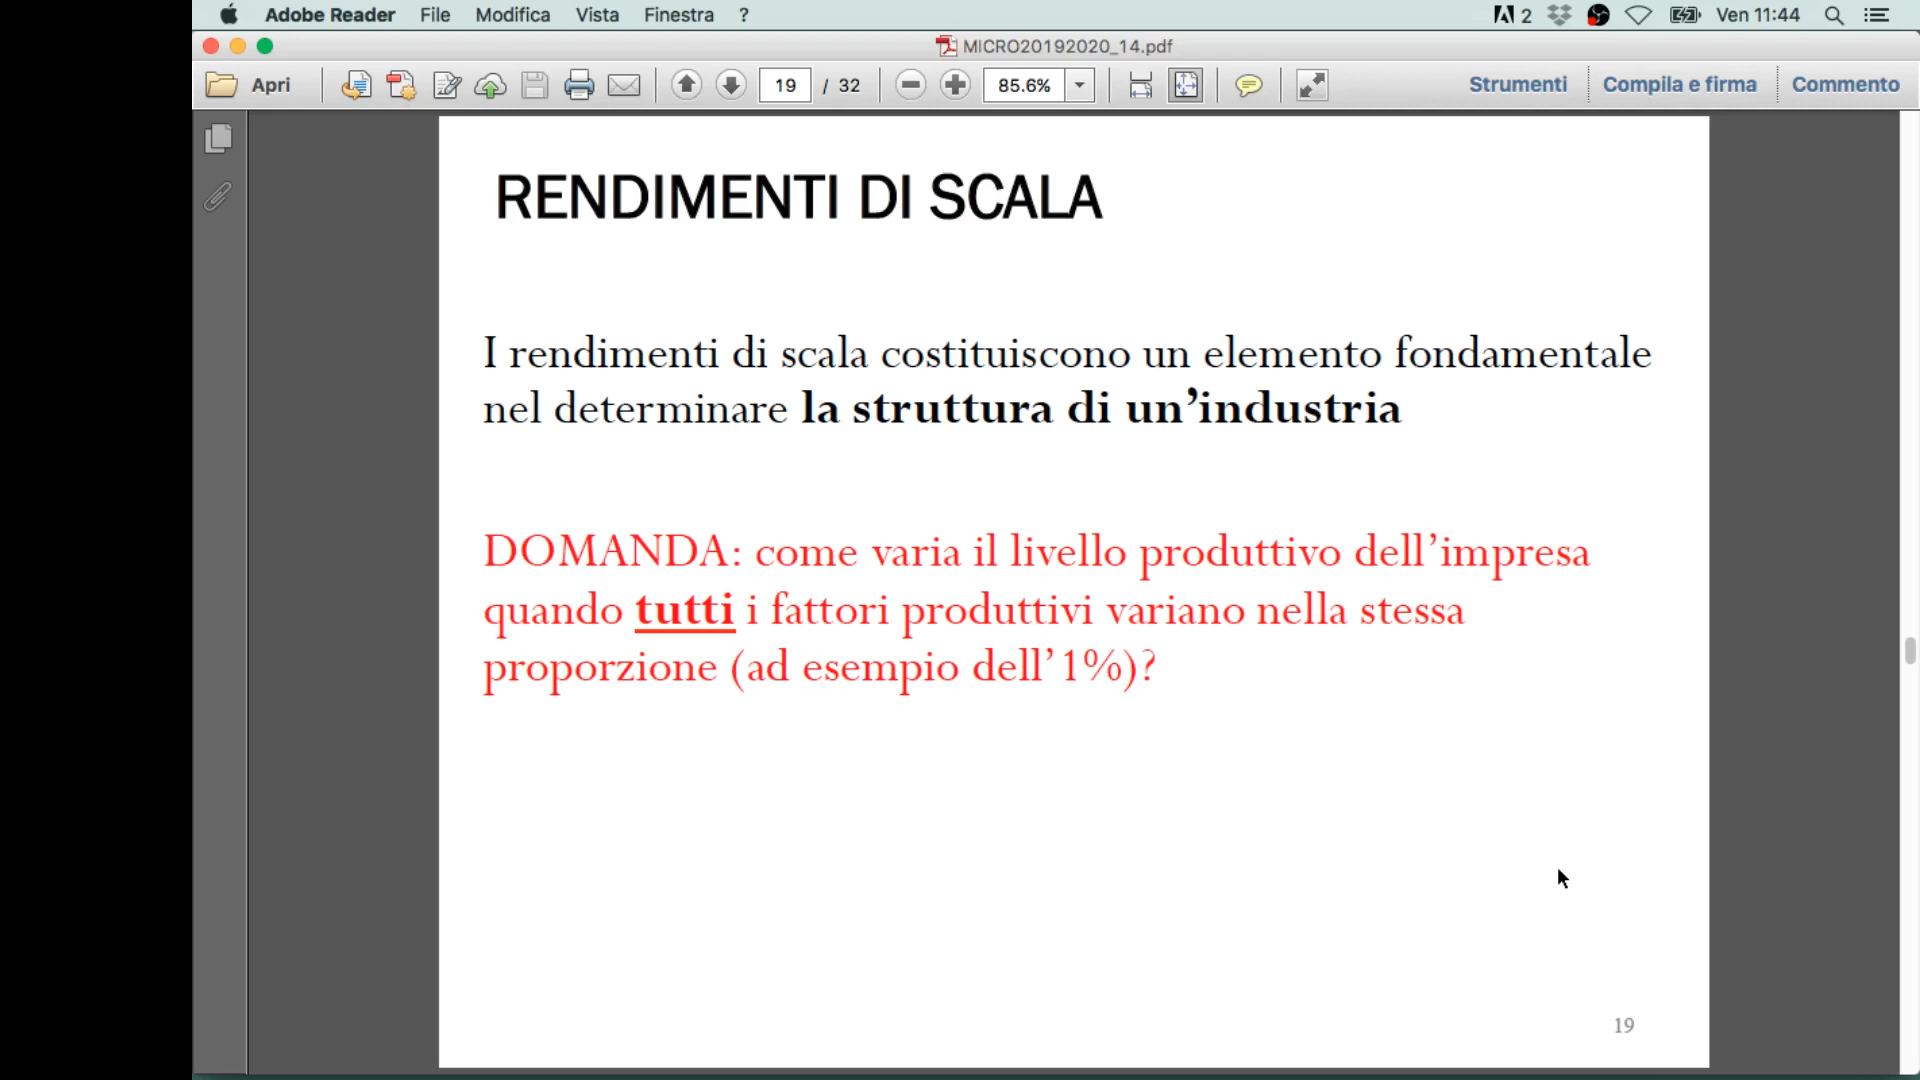 Adobe Reader File Modifica Vista Finestra ? 2 Ven 11:44
MICRO20192020_14.pdf
Apri 19 / 32 85.6% Strumenti Compila e firma Commento
RENDIMENTI DI SCALA
I rendimenti di scala costituiscono un elemento fondamentale
nel determinare la struttura di un’industria
DOMANDA: come varia il livello produttivo dell’impresa
quando tutti i fattori produttivi variano nella stessa
proporzione (ad esempio dell’1%)?
19